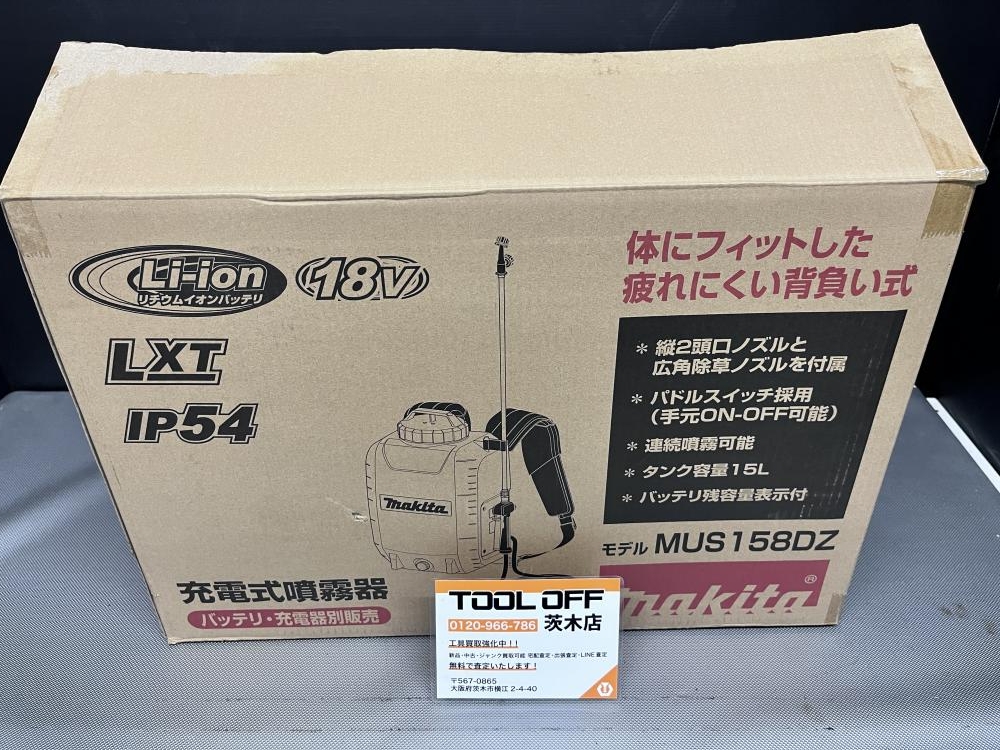 Li-ion
リチウムイオンバッテリ
18V
LXT
IP54
体にフィットした
疲れにくい背負い式
* 縦2頭口ノズルと
広角除草ノズルを付属
* パドルスイッチ採用
(手元ON-OFF可能)
* 連続噴霧可能
* タンク容量15L
* バッテリ残容量表示付
makita
モデル MUS158DZ
makita®
充電式噴霧器
バッテリ・充電器別販売
TOOL OFF
0120-966-786 茨木店
工具買取強化中!!
新品・中古・ジャンク買取可能 宅配査定・出張査定・LINE査定
無料で査定いたします!
〒567-0865
大阪府茨木市横江 2-4-40